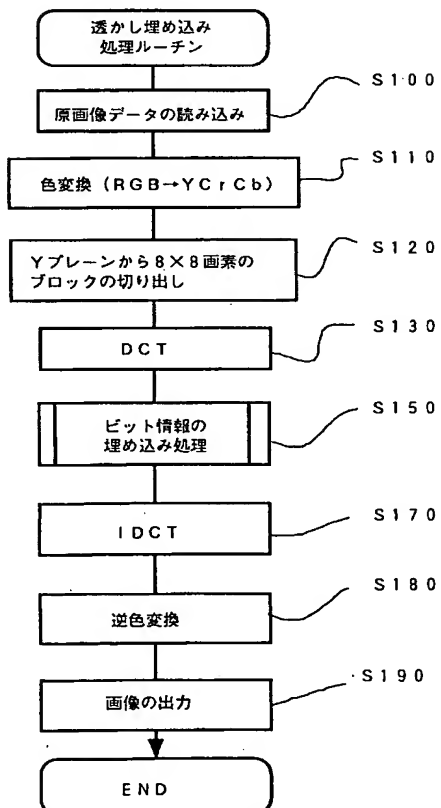 透かし埋め込み
処理ルーチン
S100
原画像データの読み込み
S110
色変換(RGB→YCrCb)
S120
Yプレーンから8×8画素の
ブロックの切り出し
S130
DCT
S150
ビット情報の
埋め込み処理
S170
IDCT
S180
逆色変換
S190
画像の出力
END